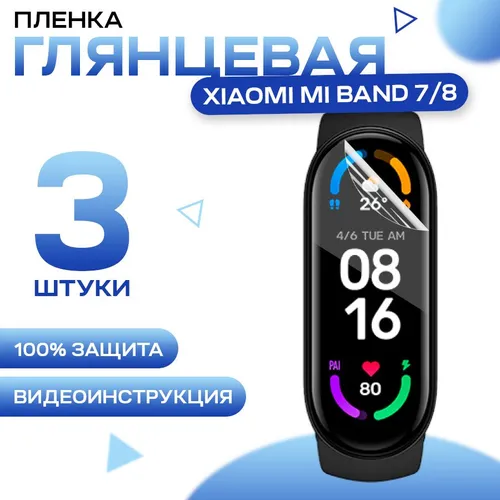 ПЛЕНКА
ГЛЯНЦЕВАЯ
XIAOMI MI BAND 7/8
3
ШТУКИ
100% ЗАЩИТА
ВИДЕОИНСТРУКЦИЯ
26°
4/6 TUE AM
08
16
PAI
80